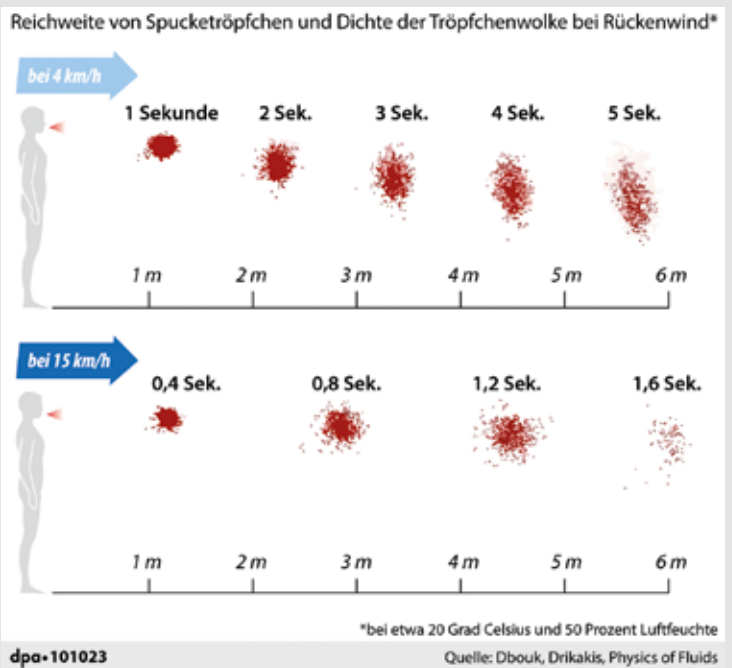 Reichweite von Spucketröpfchen und Dichte der Tröpfchenwolke bei Rückenwind*
bei 4 km/h
1 Sekunde 2 Sek. 3 Sek. 4 Sek. 5 Sek.
1 m 2 m 3 m 4 m 5 m 6 m
bei 15 km/h
0,4 Sek. 0,8 Sek. 1,2 Sek. 1,6 Sek.
1 m 2 m 3 m 4 m 5 m 6 m
*bei etwa 20 Grad Celsius und 50 Prozent Luftfeuchte
dpa•101023 Quelle: Dbouk, Drikakis, Physics of Fluids